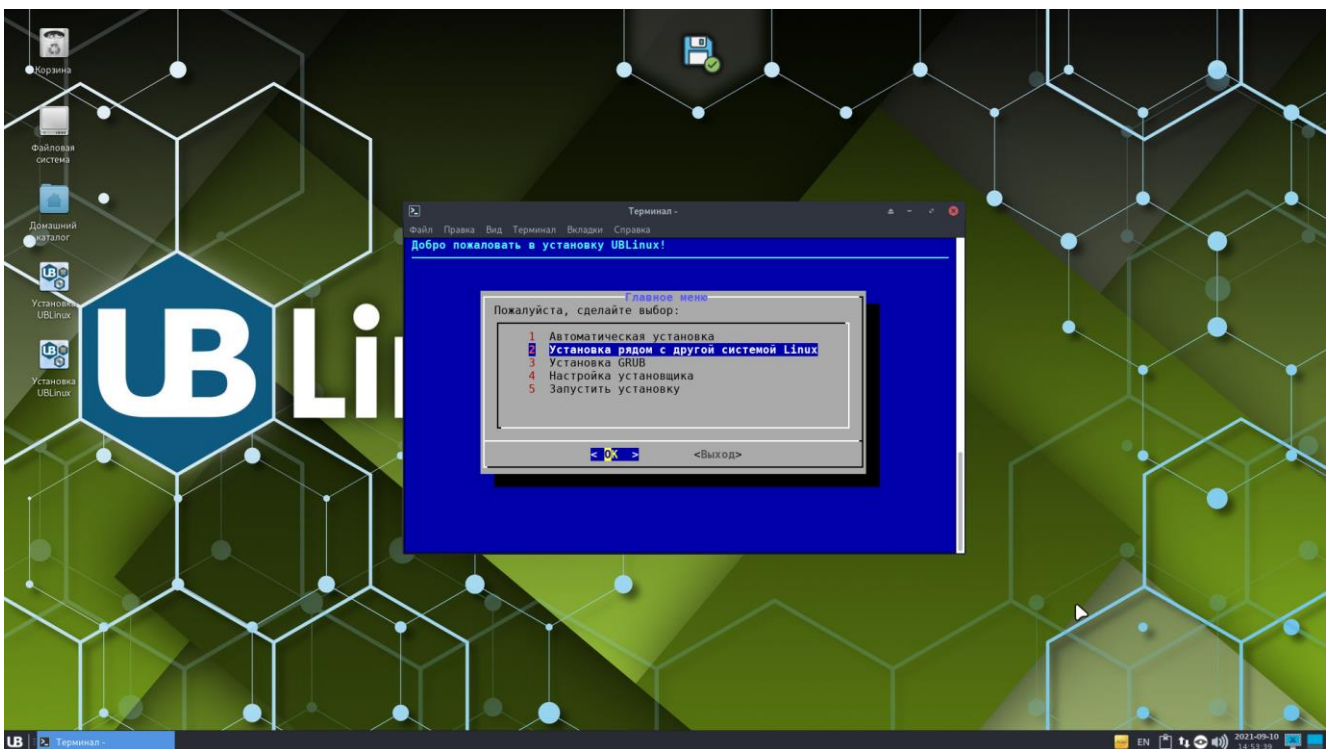 Корзина
Файловая
система
Домашний
каталог
Установка
UBLinux
Установка
UBLinux
UBLi
Терминал -
Файл Правка Вид Терминал Вкладки Справка
Добро пожаловать в установку UBLinux!
Главное меню
Пожалуйста, сделайте выбор:
1 Автоматическая установка
2 Установка рядом с другой системой Linux
3 Установка GRUB
4 Настройка установщика
5 Запустить установку
< OK > <Выход>
UB Терминал - EN 2021-09-10
14:53:39